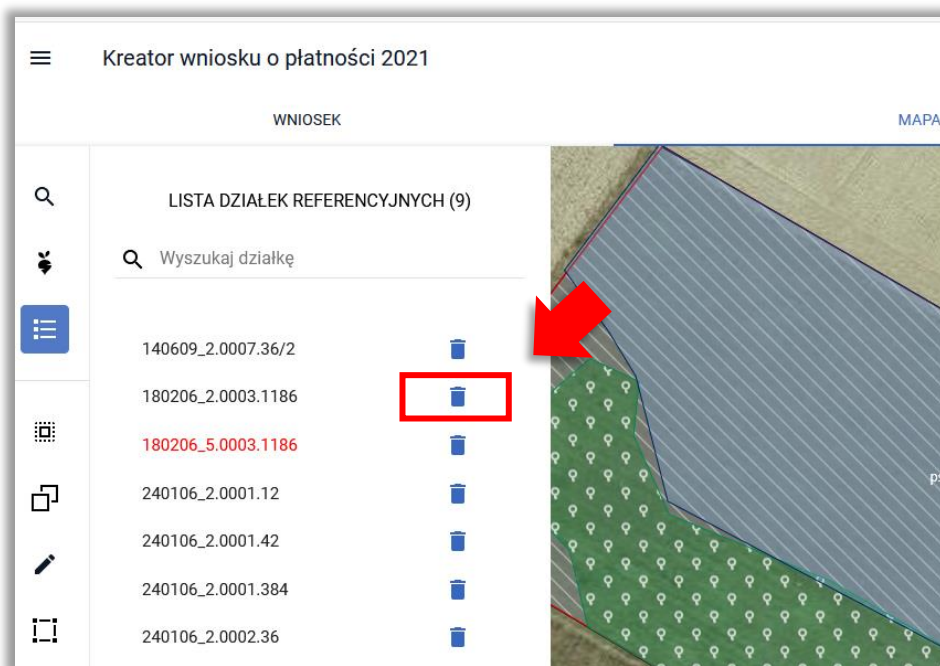 Kreator wniosku o płatności 2021
WNIOSEK
MAPA
LISTA DZIAŁEK REFERENCYJNYCH (9)
Wyszukaj działkę
140609_2.0007.36/2
180206_2.0003.1186
180206_5.0003.1186
240106_2.0001.12
240106_2.0001.42
240106_2.0001.384
240106_2.0002.36